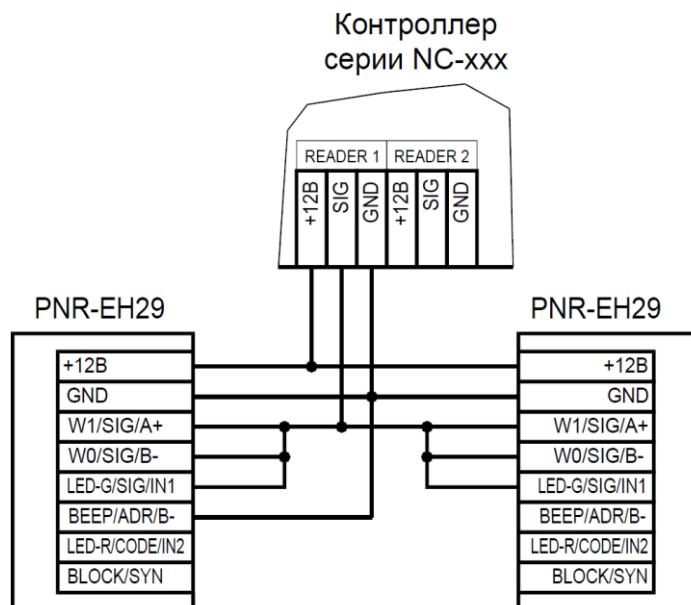 Контроллер
серии NC-xxx
READER 1 READER 2
+12В SIG GND +12В SIG GND
PNR-EH29
PNR-EH29
+12В
GND
W1/SIG/A+
W0/SIG/B-
LED-G/SIG/IN1
BEEP/ADR/B-
LED-R/CODE/IN2
BLOCK/SYN
+12В
GND
W1/SIG/A+
W0/SIG/B-
LED-G/SIG/IN1
BEEP/ADR/B-
LED-R/CODE/IN2
BLOCK/SYN